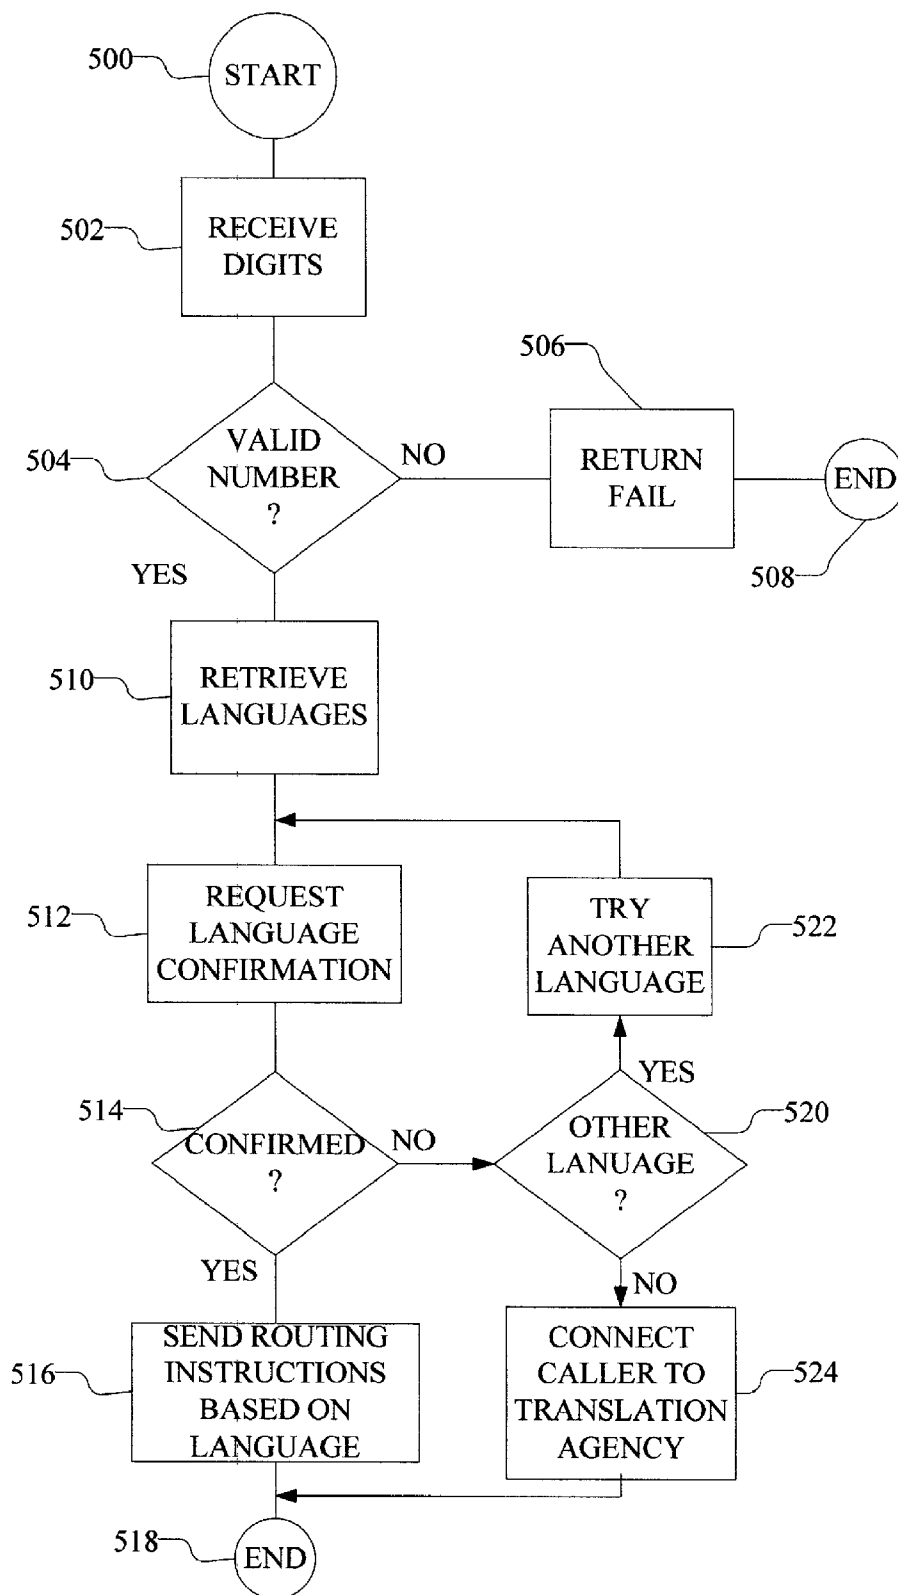 500
START
502
RECEIVE
DIGITS
504
VALID
NUMBER
?
NO
506
RETURN
FAIL
END
508
YES
510
RETRIEVE
LANGUAGES
512
REQUEST
LANGUAGE
CONFIRMATION
TRY
ANOTHER
LANGUAGE
522
514
CONFIRMED
?
NO
YES
OTHER
LANUAGE
?
520
YES
NO
516
SEND ROUTING
INSTRUCTIONS
BASED ON
LANGUAGE
CONNECT
CALLER TO
TRANSLATION
AGENCY
524
518
END